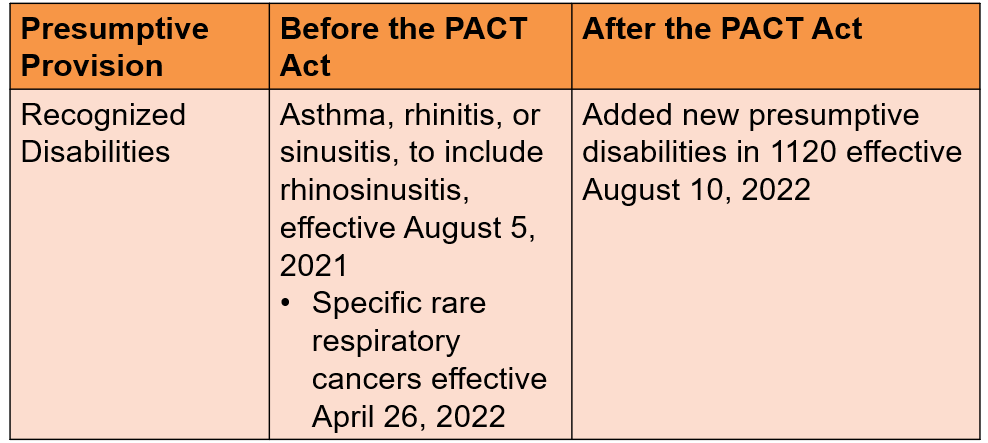 Presumptive
Provision
Before the PACT
Act
After the PACT Act
Recognized
Disabilities
Asthma, rhinitis, or
sinusitis, to include
rhinosinusitis,
effective August 5,
2021
• Specific rare
respiratory
cancers effective
April 26, 2022
Added new presumptive
disabilities in 1120 effective
August 10, 2022